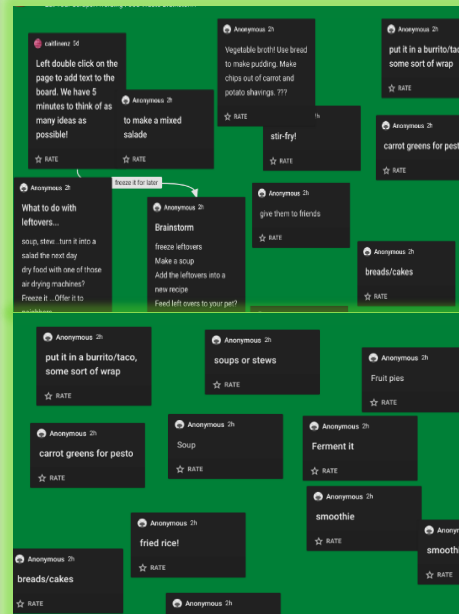 caitlinenz 5d
Left double click on the
page to add text to the
board. We have 5
minutes to think of as
many ideas as
possible!
RATE
Anonymous 2h
to make a mixed
salade
RATE
Anonymous 2h
Vegetable broth! Use bread
to make pudding. Make
chips out of carrot and
potato shavings. ???
RATE
stir-fry!
RATE
Anonymous 2h
put it in a burrito/ta
some sort of wrap
RATE
Anonymous 2h
carrot greens for pest
RATE
freeze it for later
Anonymous 2h
What to do with
leftovers...
soup, stew...turn it into a
salad the next day
dry food with one of those
air drying machines?
Freeze it ...Offer it to
Anonymous 2h
Brainstorm
freeze leftovers
Make a soup
Add the leftovers into a
new recipe
Feed left overs to your pet?
Anonymous 2h
give them to friends
RATE
Anonymous 2h
breads/cakes
RATE
Anonymous 2h
put it in a burrito/taco,
some sort of wrap
RATE
Anonymous 2h
soups or stews
RATE
Anonymous 2h
Fruit pies
RATE
Anonymous 2h
carrot greens for pesto
RATE
Anonymous 2h
Soup
RATE
Anonymous 2h
Ferment it
RATE
Anonymous 2h
smoothie
RATE
Anony
smooth
RATE
Anonymous 2h
fried rice!
RATE
Anonymous 2h
breads/cakes
RATE
Anonymous 2h